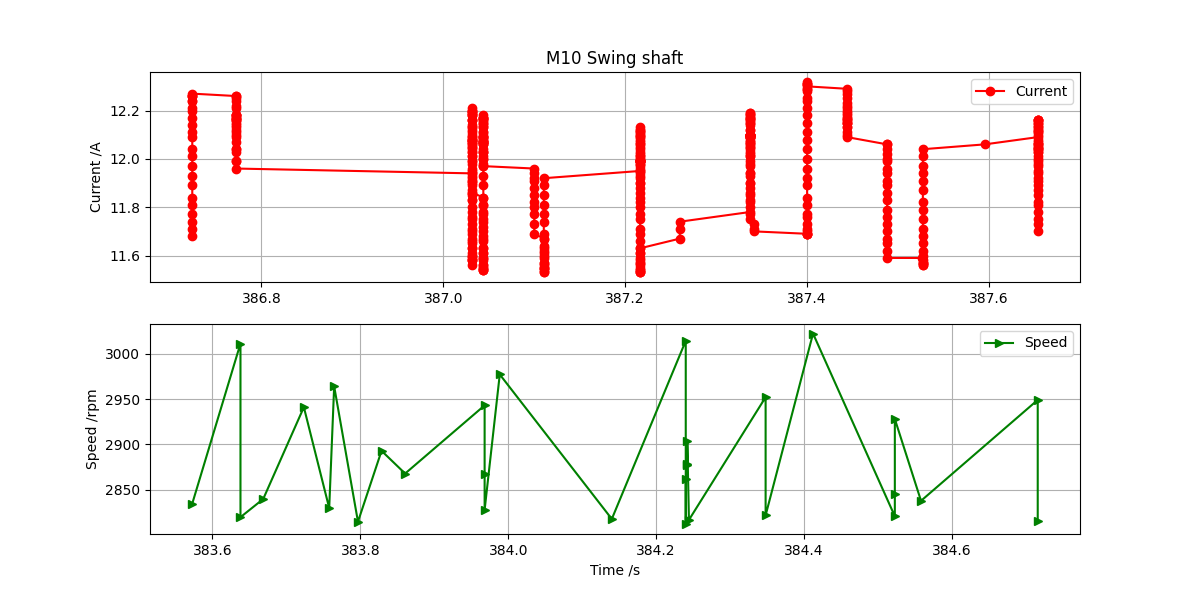 M10 Swing shaft
Current /A
12.2
12.0
11.8
11.6
Current
386.8 387.0 387.2 387.4 387.6
Speed /rpm
3000
2950
2900
2850
Speed
383.6 383.8 384.0 384.2 384.4 384.6
Time /s